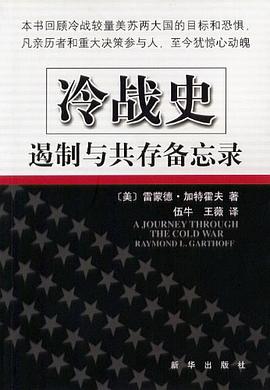 本书回顾冷战较量美苏两大国的目标和恐惧，
凡亲历者和重大决策参与人，至今犹惊心动魄
冷战史
遏制与共存备忘录
〔美〕雷蒙德·加特霍夫 著
伍牛 王薇 译
A JOURNEY THROUGH
THE COLD WAR
RAYMOND L. GARTHOFF
新华出版社